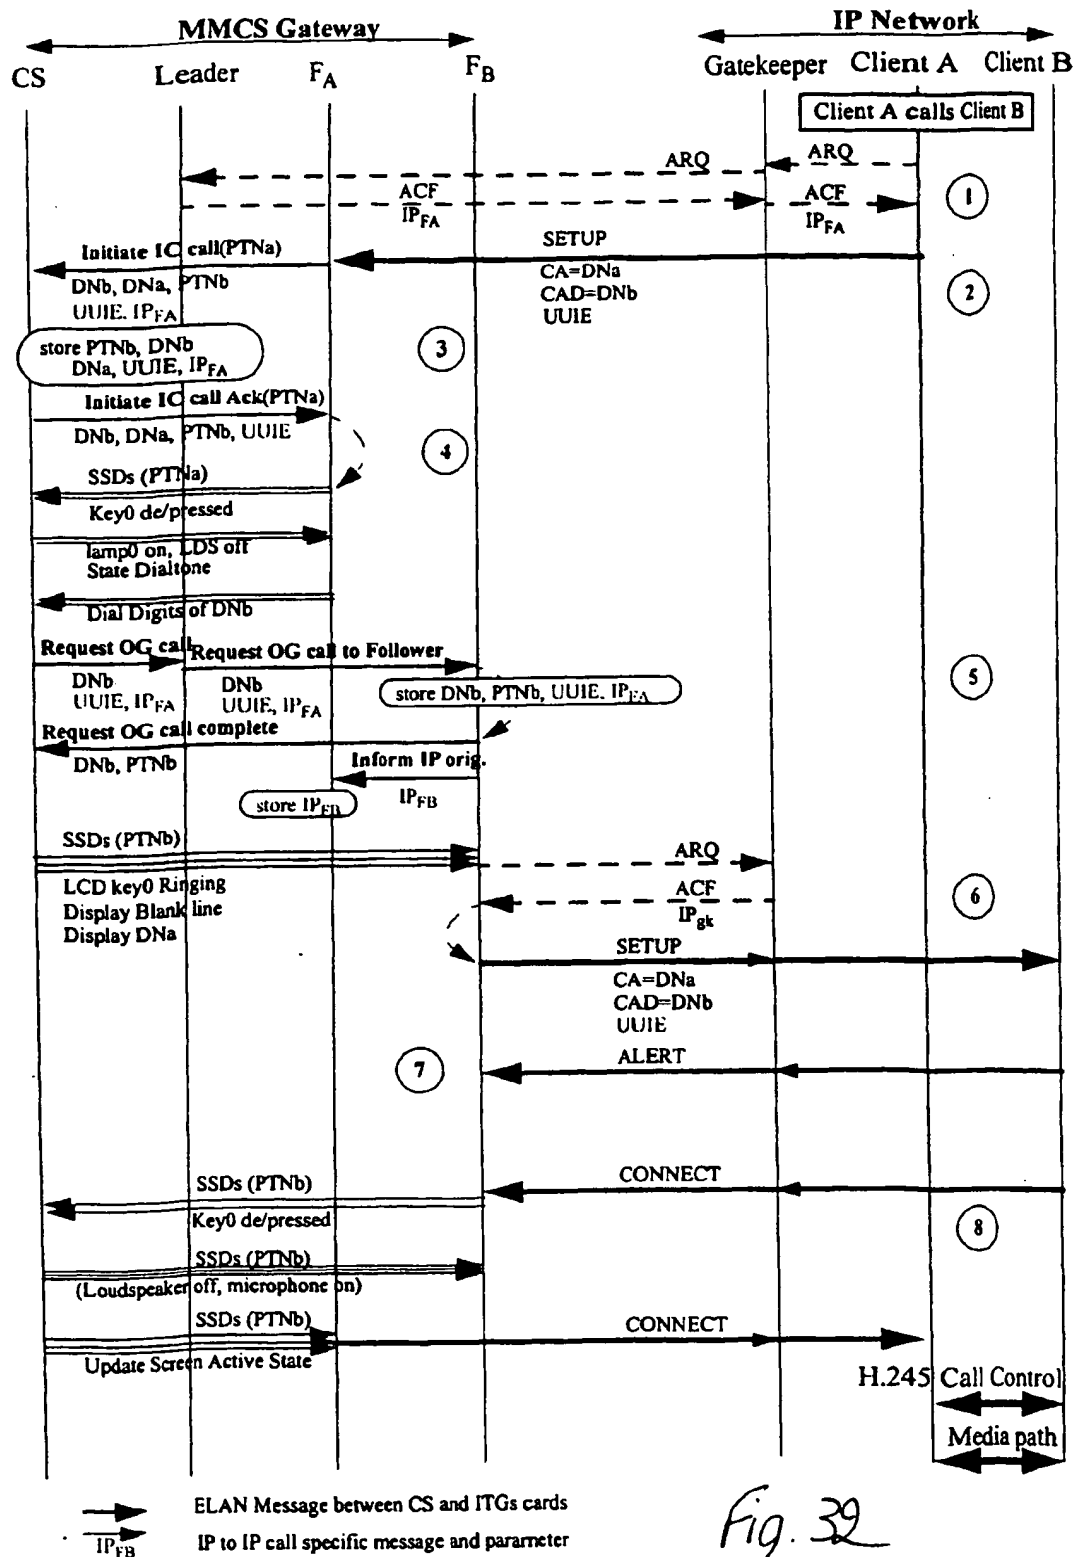 MMCS Gateway
IP Network
CS
Leader
FA
FB
Gatekeeper
Client A
Client B
Client A calls Client B
ARQ
ARQ
ACF
IPFA
ACF
IPFA
1
Initiate IC call(PTNa)
DNb, DNa, PTNb
UUIE. IPFA
SETUP
CA=DNa
CAD=DNb
UUIE
2
store PTNb, DNb
DNa, UUIE, IPFA
3
Initiate IC call Ack(PTNa)
DNb, DNa, PTNb, UUIE
4
SSDs (PTNa)
Key0 de/pressed
lamp0 on, LDS off
State Dialtone
Dial Digits of DNb
Request OG call
DNb
UUIE, IPFA
Request OG call to Follower
DNb
UUIE, IPFA
store DNb, PTNb, UUIE. IPFA
5
Request OG call complete
DNb, PTNb
Inform IP orig.
IPFB
store IPFB
SSDs (PTNb)
LCD key0 Ringing
Display Blank line
Display DNa
ARQ
ACF
IPgk
6
SETUP
CA=DNa
CAD=DNb
UUIE
7
ALERT
SSDs (PTNb)
Key0 de/pressed
CONNECT
8
SSDs (PTNb)
(Loudspeaker off, microphone on)
SSDs (PTNb)
Update Screen Active State
CONNECT
H.245 Call Control
Media path
ELAN Message between CS and ITGs cards
IPFB
IP to IP call specific message and parameter
Fig. 32